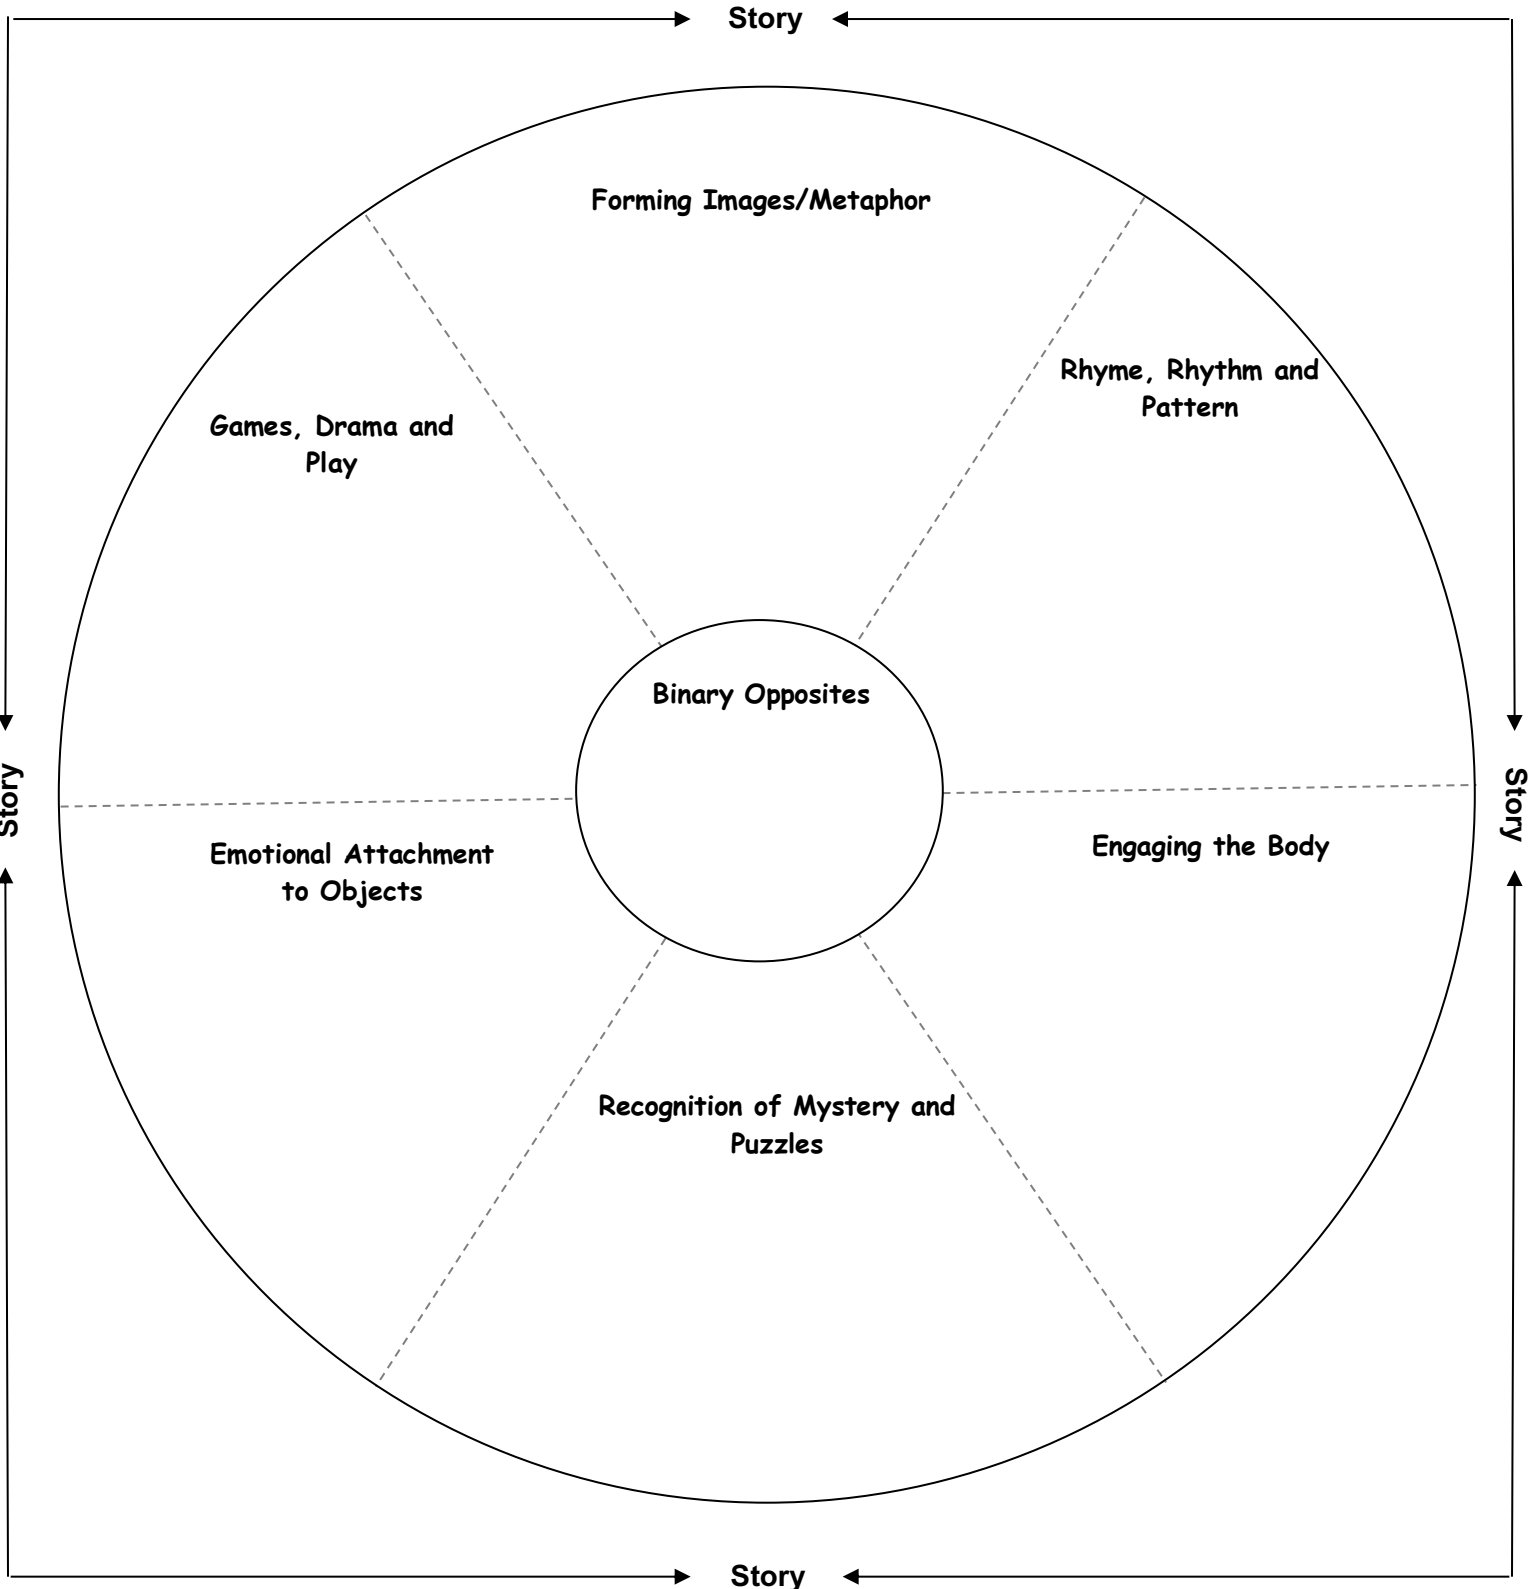 Story
Forming Images/Metaphor
Rhyme, Rhythm and
Pattern
Games, Drama and
Play
Binary Opposites
Story
Story
Emotional Attachment
to Objects
Engaging the Body
Recognition of Mystery and
Puzzles
Story